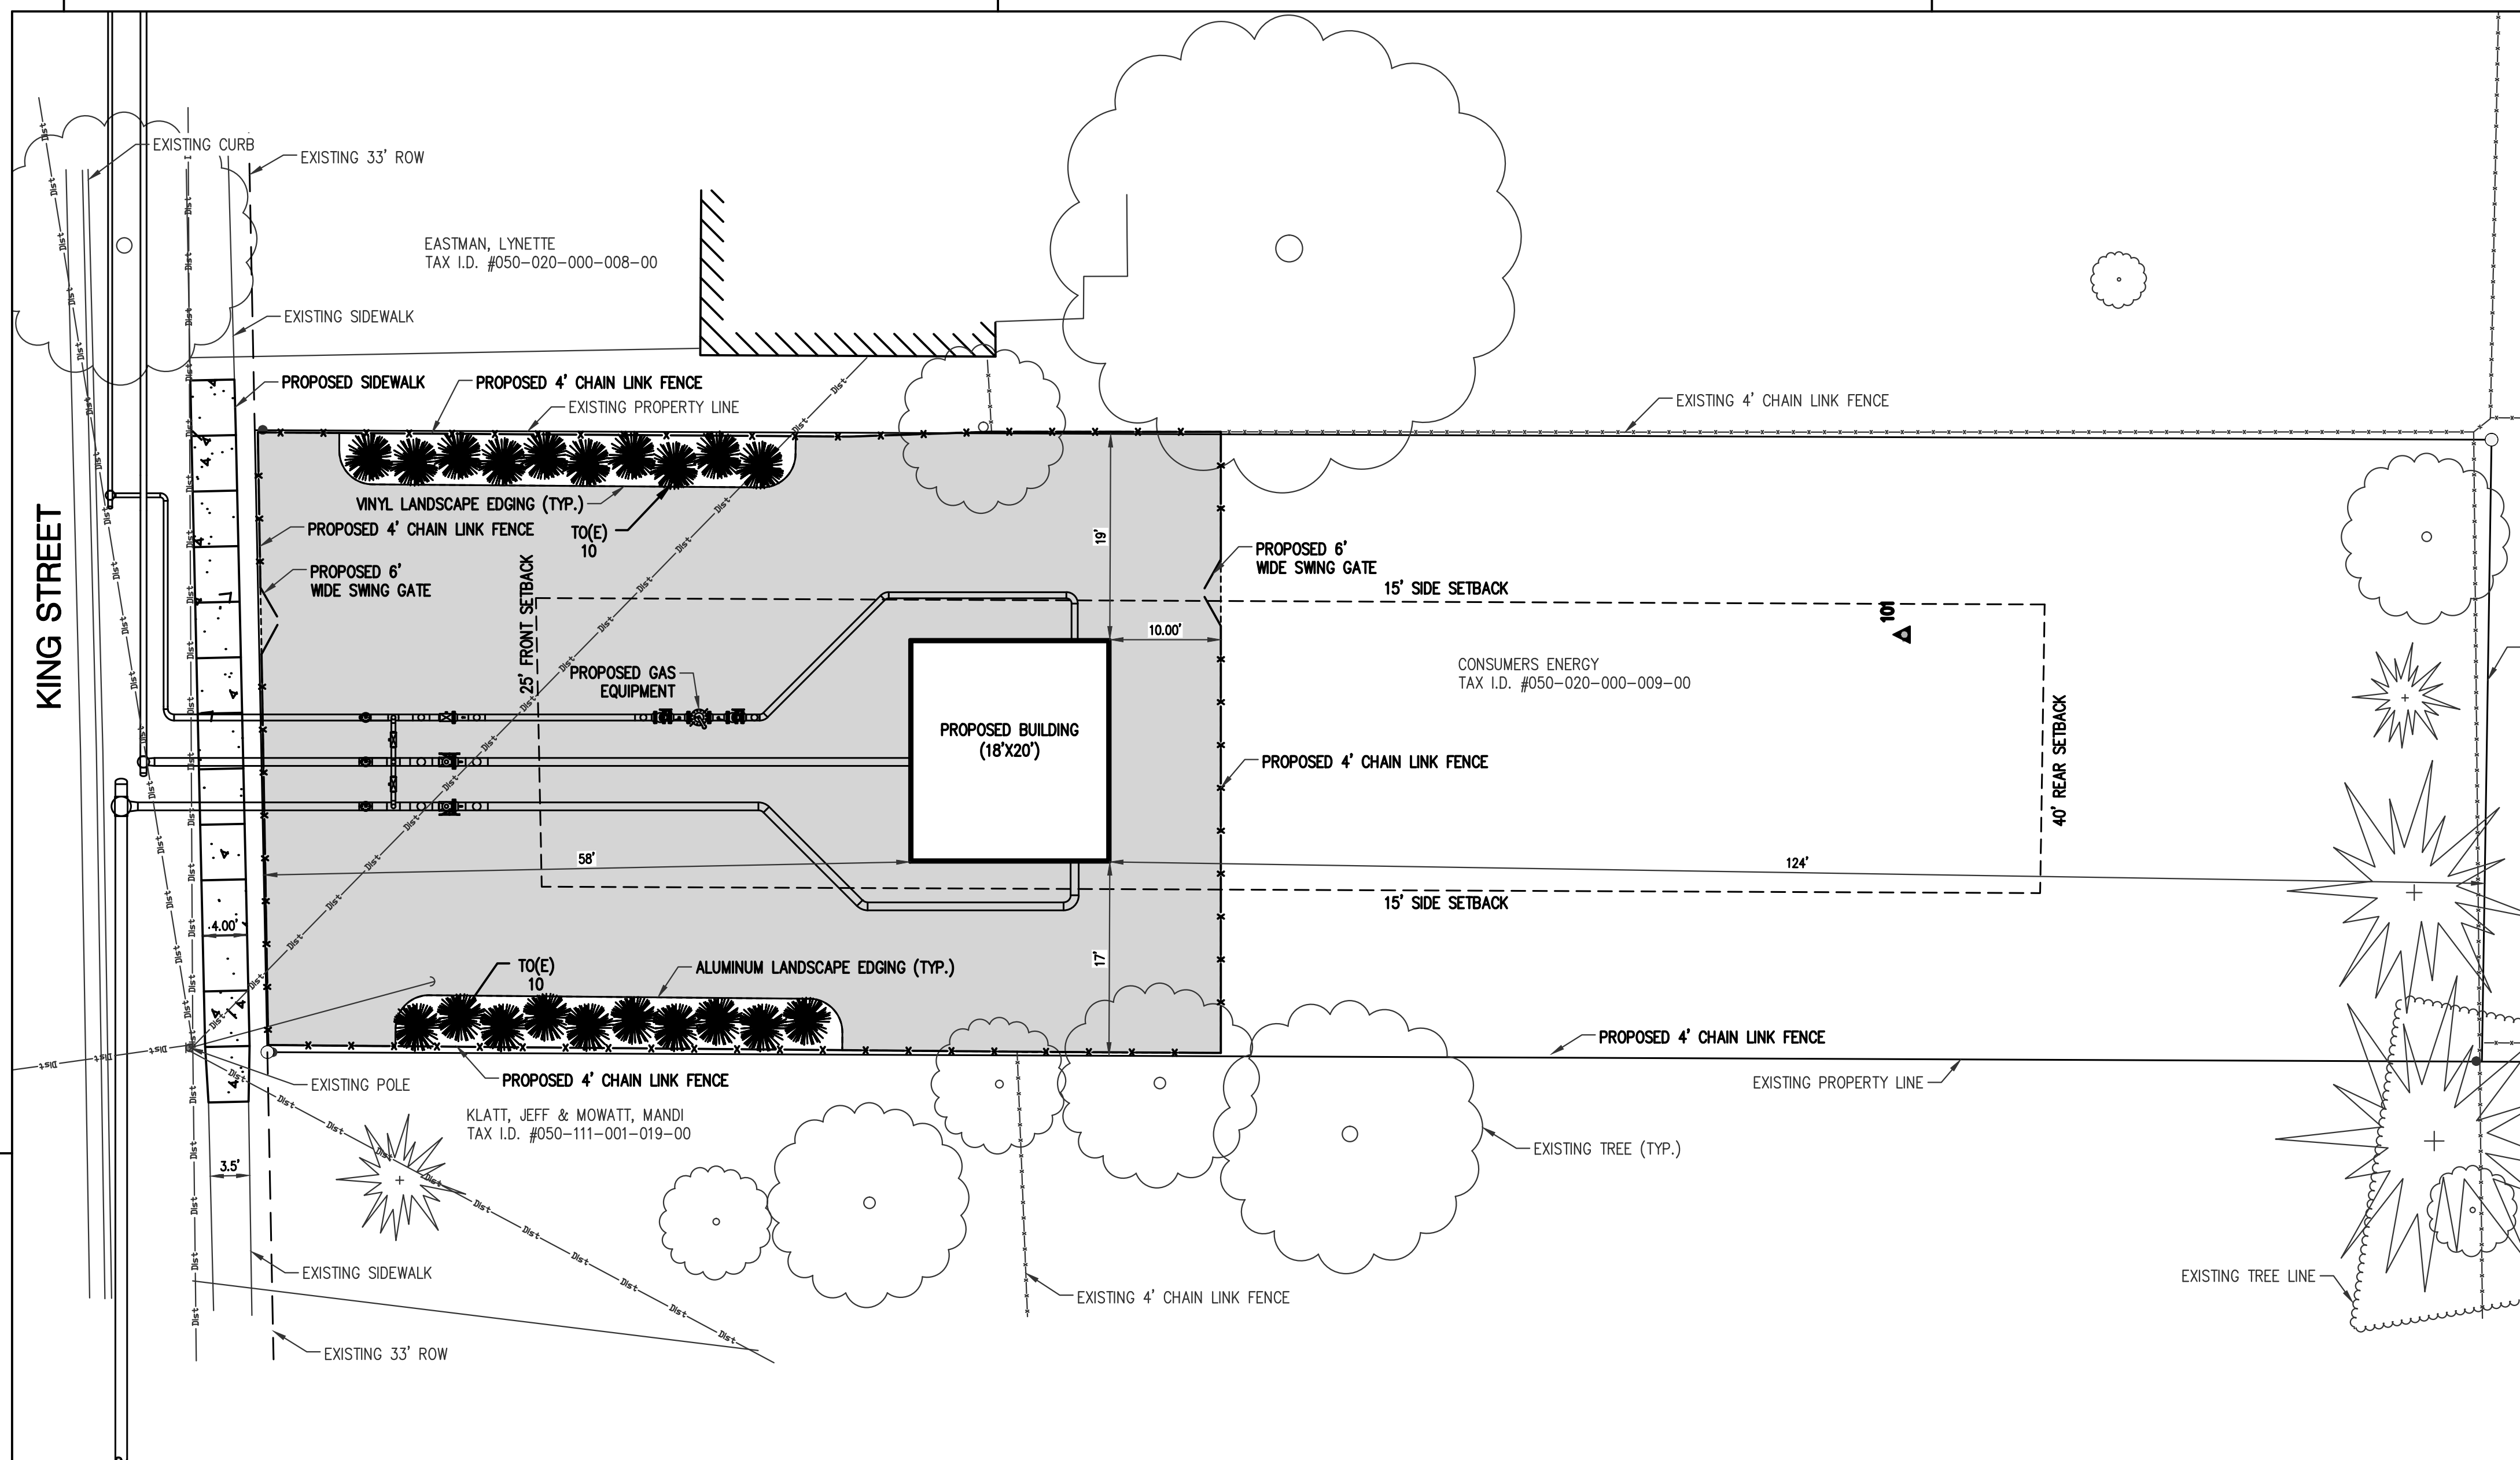 EXISTING CURB
EXISTING 33' ROW
EASTMAN, LYNETTE
TAX I.D. #050-020-000-008-00
EXISTING SIDEWALK
PROPOSED SIDEWALK
PROPOSED 4' CHAIN LINK FENCE
EXISTING PROPERTY LINE
EXISTING 4' CHAIN LINK FENCE
VINYL LANDSCAPE EDGING (TYP.)
TO(E)
10
PROPOSED 4' CHAIN LINK FENCE
PROPOSED 6'
WIDE SWING GATE
KING STREET
25' FRONT SETBACK
19'
PROPOSED 6'
WIDE SWING GATE
15' SIDE SETBACK
101
10.00'
PROPOSED GAS
EQUIPMENT
CONSUMERS ENERGY
TAX I.D. #050-020-000-009-00
PROPOSED BUILDING
(18'X20')
PROPOSED 4' CHAIN LINK FENCE
40' REAR SETBACK
58'
124'
15' SIDE SETBACK
4.00'
17'
TO(E)
10
ALUMINUM LANDSCAPE EDGING (TYP.)
PROPOSED 4' CHAIN LINK FENCE
EXISTING POLE
PROPOSED 4' CHAIN LINK FENCE
EXISTING PROPERTY LINE
KLATT, JEFF & MOWATT, MANDI
TAX I.D. #050-111-001-019-00
EXISTING TREE (TYP.)
3.5'
EXISTING SIDEWALK
EXISTING 4' CHAIN LINK FENCE
EXISTING TREE LINE
EXISTING 33' ROW
Dist